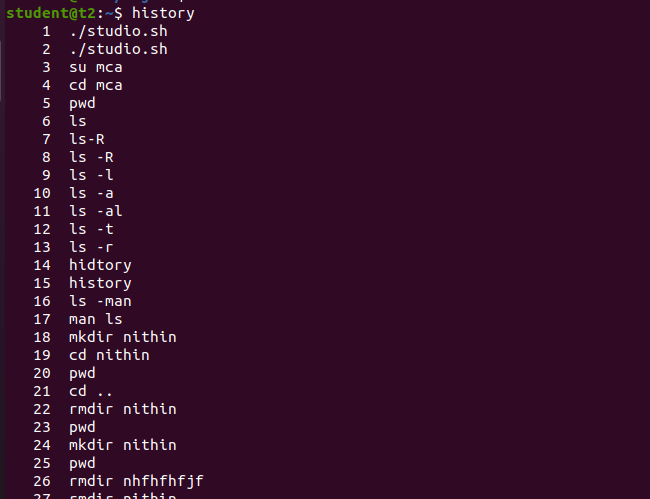 student@t2:~$ history
1 ./studio.sh
2 ./studio.sh
3 su mca
4 cd mca
5 pwd
6 ls
7 ls-R
8 ls -R
9 ls -l
10 ls -a
11 ls -al
12 ls -t
13 ls -r
14 hidtory
15 history
16 ls -man
17 man ls
18 mkdir nithin
19 cd nithin
20 pwd
21 cd ..
22 rmdir nithin
23 pwd
24 mkdir nithin
25 pwd
26 rmdir nhfhfhfjf
27 rmdir nithin